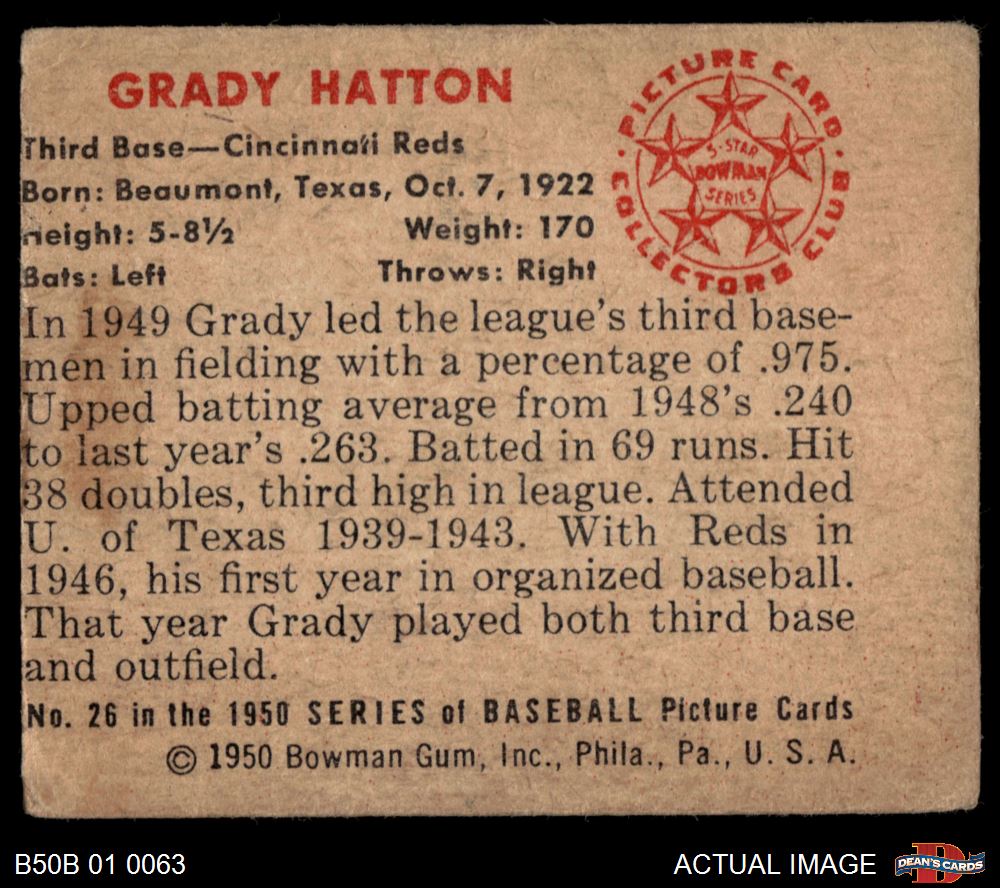 GRADY HATTON
Third Base—Cincinnati Reds
Born: Beaumont, Texas, Oct. 7, 1922
Height: 5-8½ Weight: 170
Bats: Left Throws: Right
PICTURE CARD COLLECTORS CLUB
5-STAR
BOWMAN
SERIES
In 1949 Grady led the league's third base-
men in fielding with a percentage of .975.
Upped batting average from 1948's .240
to last year's .263. Batted in 69 runs. Hit
38 doubles, third high in league. Attended
U. of Texas 1939-1943. With Reds in
1946, his first year in organized baseball.
That year Grady played both third base
and outfield.
No. 26 in the 1950 SERIES of BASEBALL Picture Cards
© 1950 Bowman Gum, Inc., Phila., Pa., U. S. A.
B50B 01 0063
ACTUAL IMAGE
D
DEAN'S CARDS